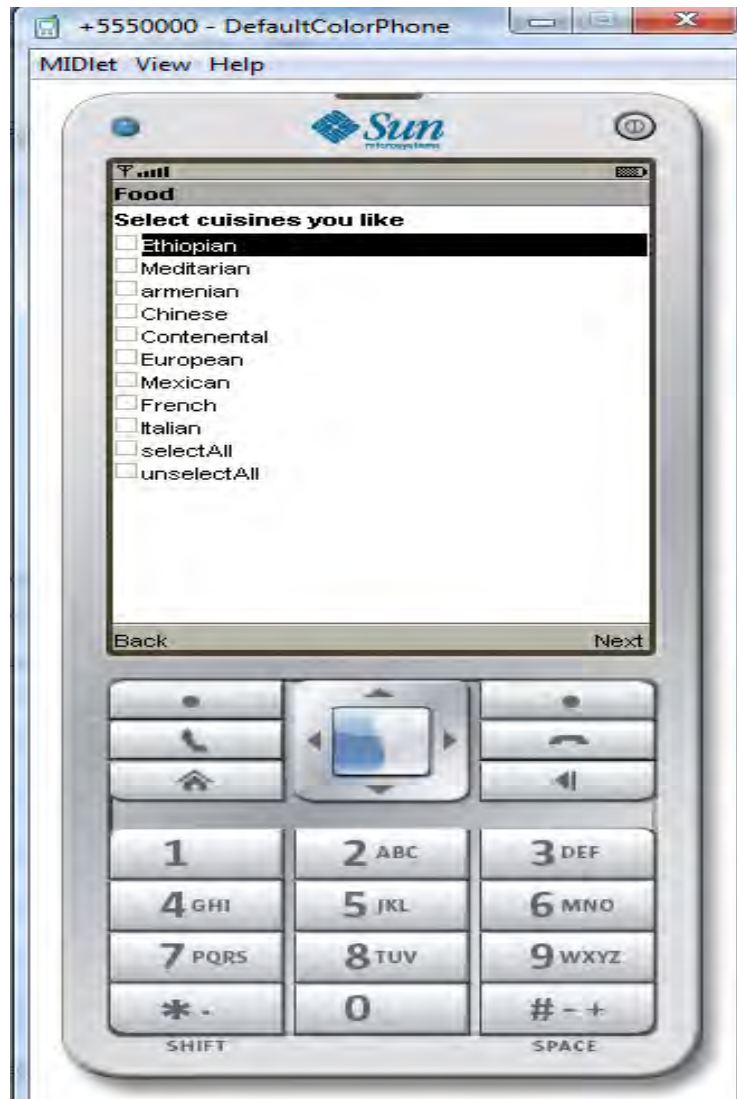 +5550000 - DefaultColorPhone
MIDlet View Help
Sun
microsystems
Food
Select cuisines you like
Ethiopian
Meditarian
armenian
Chinese
Contenental
European
Mexican
French
Italian
selectAll
unselectAll
Back Next
1 2 ABC 3 DEF
4 GHI 5 JKL 6 MNO
7 PQRS 8 TUV 9 WXYZ
* . 0 # - +
SHIFT SPACE